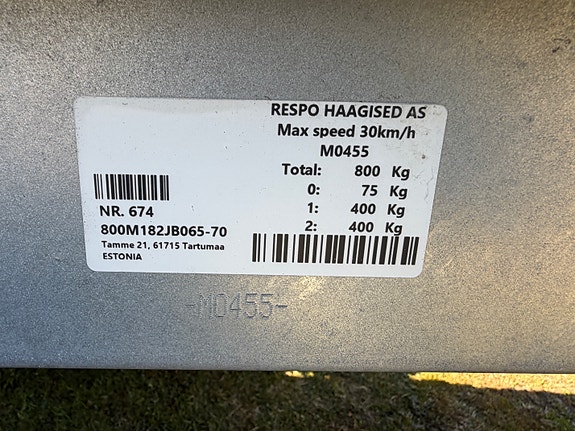 RESPO HAAGISED AS
Max speed 30km/h
M0455
Total: 800 Kg
0: 75 Kg
1: 400 Kg
2: 400 Kg
NR. 674
800M182JB065-70
Tamme 21, 61715 Tartumaa
ESTONIA
-N0455-